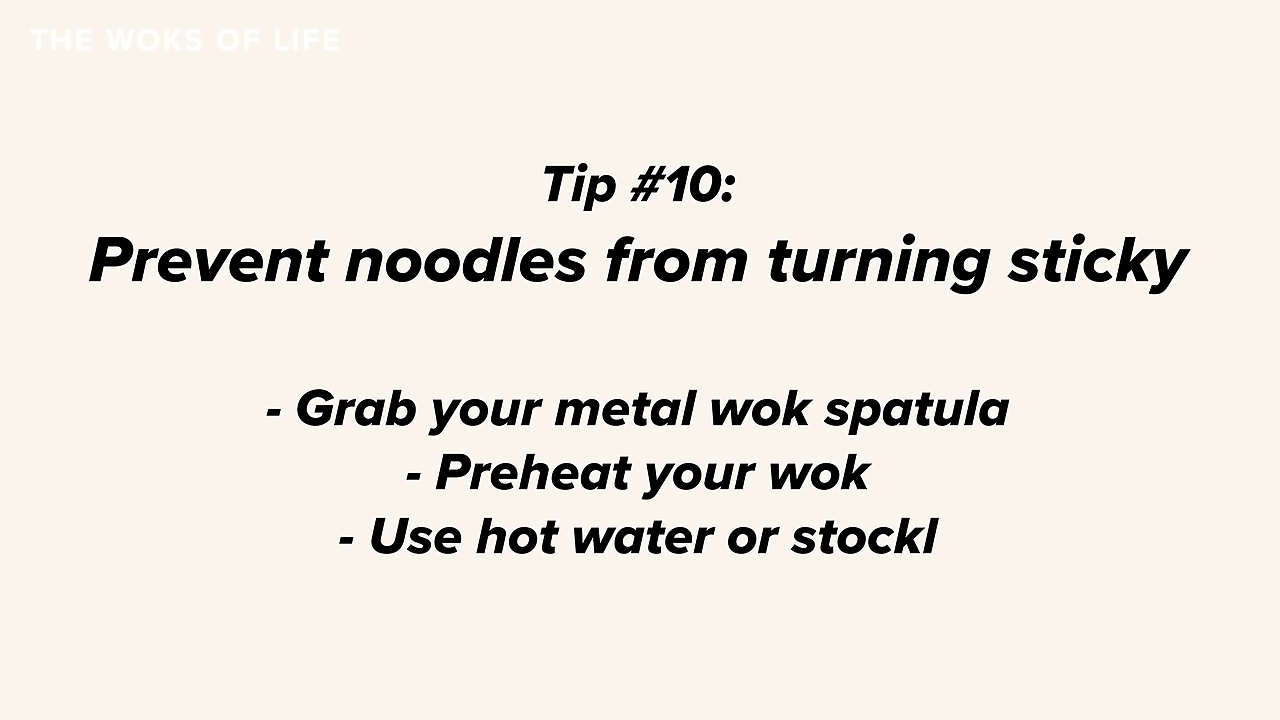 THE WOKS OF LIFE
Tip #10:
Prevent noodles from turning sticky
- Grab your metal wok spatula
- Preheat your wok
- Use hot water or stockl